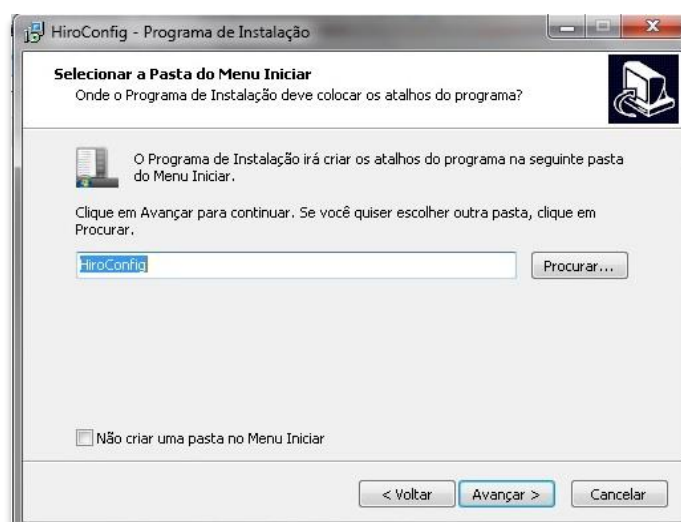 HiroConfig - Programa de Instalação
Selecionar a Pasta do Menu Iniciar
Onde o Programa de Instalação deve colocar os atalhos do programa?
O Programa de Instalação irá criar os atalhos do programa na seguinte pasta
do Menu Iniciar.
Clique em Avançar para continuar. Se você quiser escolher outra pasta, clique em
Procurar.
HiroConfig
Procurar...
Não criar uma pasta no Menu Iniciar
< Voltar
Avançar >
Cancelar